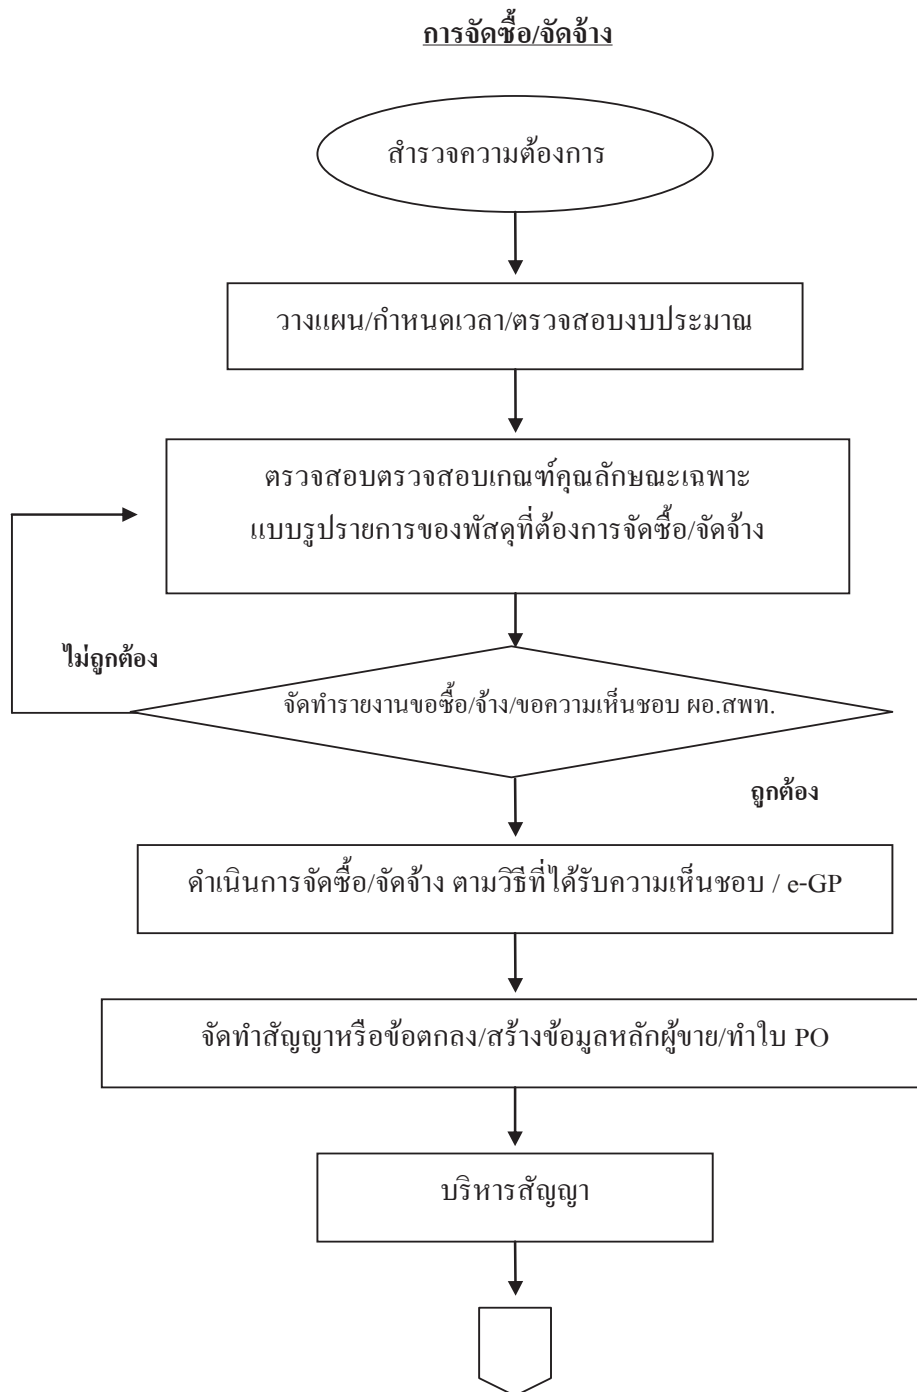 การจัดซื้อ/จัดจ้าง
สำรวจความต้องการ
วางแผน/กำหนดเวลา/ตรวจสอบงบประมาณ
ตรวจสอบตรวจสอบเกณฑ์คุณลักษณะเฉพาะ
แบบรูปรายการของพัสดุที่ต้องการจัดซื้อ/จัดจ้าง
ไม่ถูกต้อง
จัดทำรายงานขอซื้อ/จ้าง/ขอความเห็นชอบ ผอ.สพท.
ถูกต้อง
ดำเนินการจัดซื้อ/จัดจ้าง ตามวิธีที่ได้รับความเห็นชอบ / e-GP
จัดทำสัญญาหรือข้อตกลง/สร้างข้อมูลหลักผู้ขาย/ทำใบ PO
บริหารสัญญา